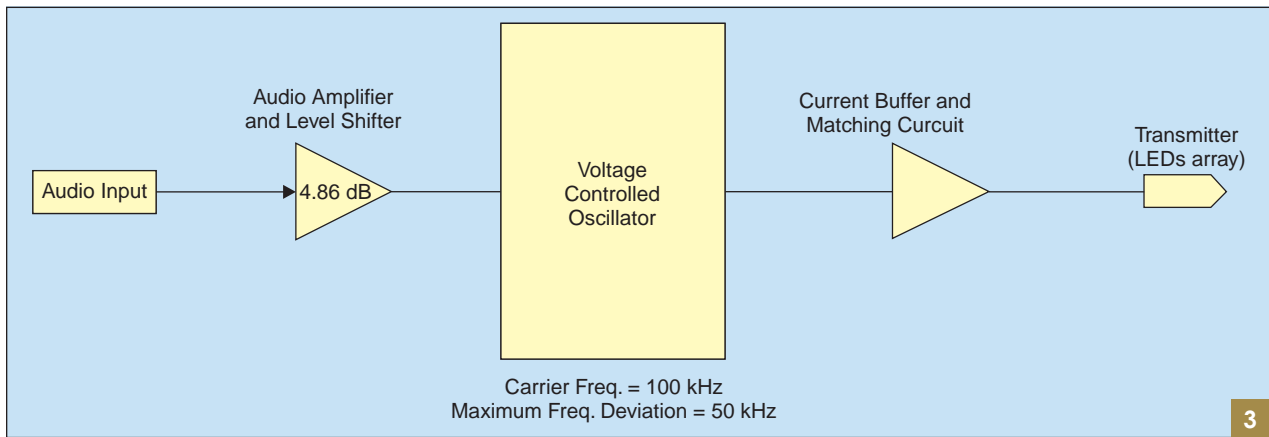 Audio Amplifier
and Level Shifter
Audio Input
4.86 dB
Voltage
Controlled
Oscillator
Carrier Freq. = 100 kHz
Maximum Freq. Deviation = 50 kHz
Current Buffer and
Matching Curcuit
Transmitter
(LEDs array)
3